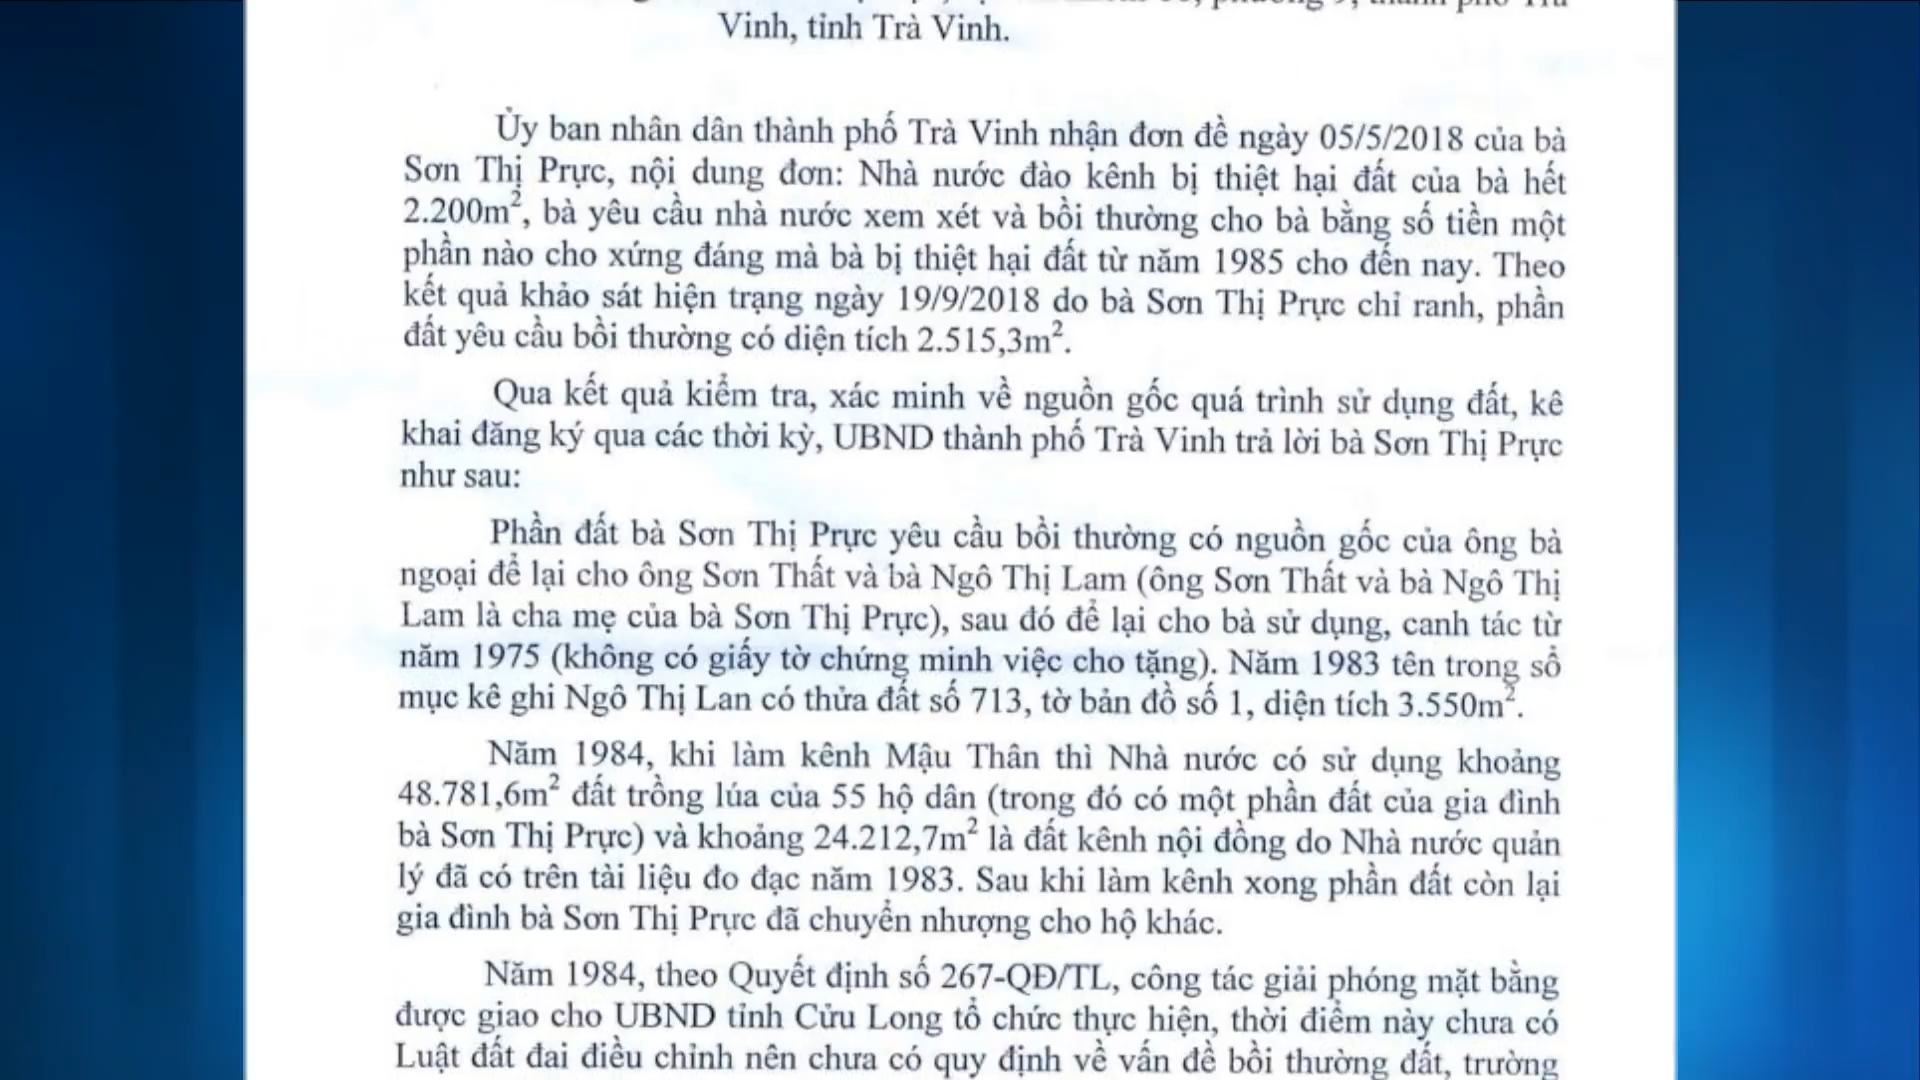 Vinh, tỉnh Trà Vinh.
Ủy ban nhân dân thành phố Trà Vinh nhận đơn đề ngày 05/5/2018 của bà
Sơn Thị Prực, nội dung đơn: Nhà nước đào kênh bị thiệt hại đất của bà hết
2.200m², bà yêu cầu nhà nước xem xét và bồi thường cho bà bằng số tiền một
phần nào cho xứng đáng mà bà bị thiệt hại đất từ năm 1985 cho đến nay. Theo
kết quả khảo sát hiện trạng ngày 19/9/2018 do bà Sơn Thị Prực chỉ ranh, phần
đất yêu cầu bồi thường có diện tích 2.515,3m².
Qua kết quả kiểm tra, xác minh về nguồn gốc quá trình sử dụng đất, kê
khai đăng ký qua các thời kỳ, UBND thành phố Trà Vinh trả lời bà Sơn Thị Prực
như sau:
Phần đất bà Sơn Thị Prực yêu cầu bồi thường có nguồn gốc của ông bà
ngoại để lại cho ông Sơn Thất và bà Ngô Thị Lam (ông Sơn Thất và bà Ngô Thị
Lam là cha mẹ của bà Sơn Thị Prực), sau đó để lại cho bà sử dụng, canh tác từ
năm 1975 (không có giấy tờ chứng minh việc cho tặng). Năm 1983 tên trong sổ
mục kê ghi Ngô Thị Lan có thửa đất số 713, tờ bản đồ số 1, diện tích 3.550m².
Năm 1984, khi làm kênh Mậu Thân thì Nhà nước có sử dụng khoảng
48.781,6m² đất trồng lúa của 55 hộ dân (trong đó có một phần đất của gia đình
bà Sơn Thị Prực) và khoảng 24.212,7m² là đất kênh nội đồng do Nhà nước quản
lý đã có trên tài liệu đo đạc năm 1983. Sau khi làm kênh xong phần đất còn lại
gia đình bà Sơn Thị Prực đã chuyển nhượng cho hộ khác.
Năm 1984, theo Quyết định số 267-QĐ/TL, công tác giải phóng mặt bằng
được giao cho UBND tỉnh Cửu Long tổ chức thực hiện, thời điểm này chưa có
Luật đất đai điều chỉnh nên chưa có quy định về vấn đề bồi thường đất, trường